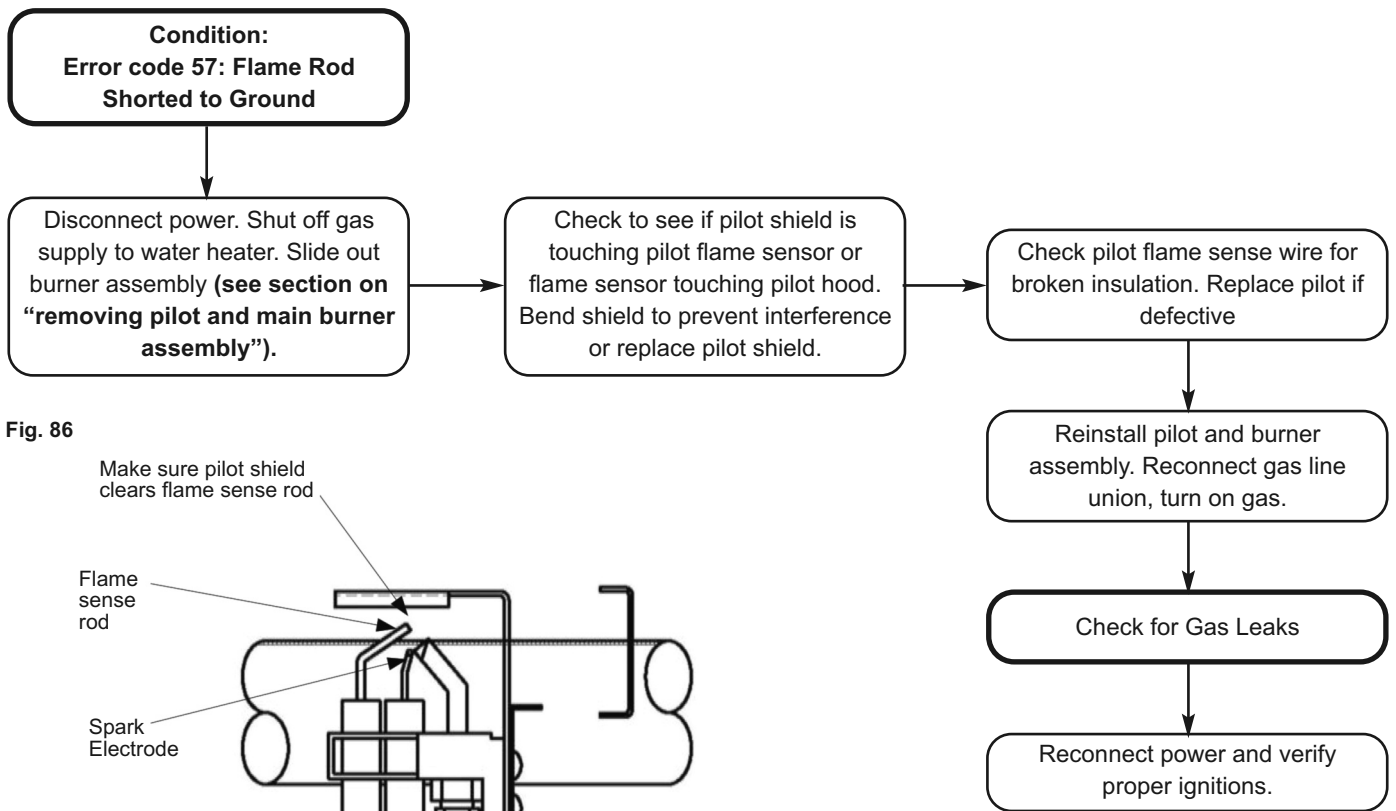 Condition:
Error code 57: Flame Rod
Shorted to Ground
Disconnect power. Shut off gas
supply to water heater. Slide out
burner assembly (see section on
“removing pilot and main burner
assembly”).
Check to see if pilot shield is
touching pilot flame sensor or
flame sensor touching pilot hood.
Bend shield to prevent interference
or replace pilot shield.
Check pilot flame sense wire for
broken insulation. Replace pilot if
defective
Reinstall pilot and burner
assembly. Reconnect gas line
union, turn on gas.
Check for Gas Leaks
Reconnect power and verify
proper ignitions.
Fig. 86
Make sure pilot shield
clears flame sense rod
Flame
sense
rod
Spark
Electrode